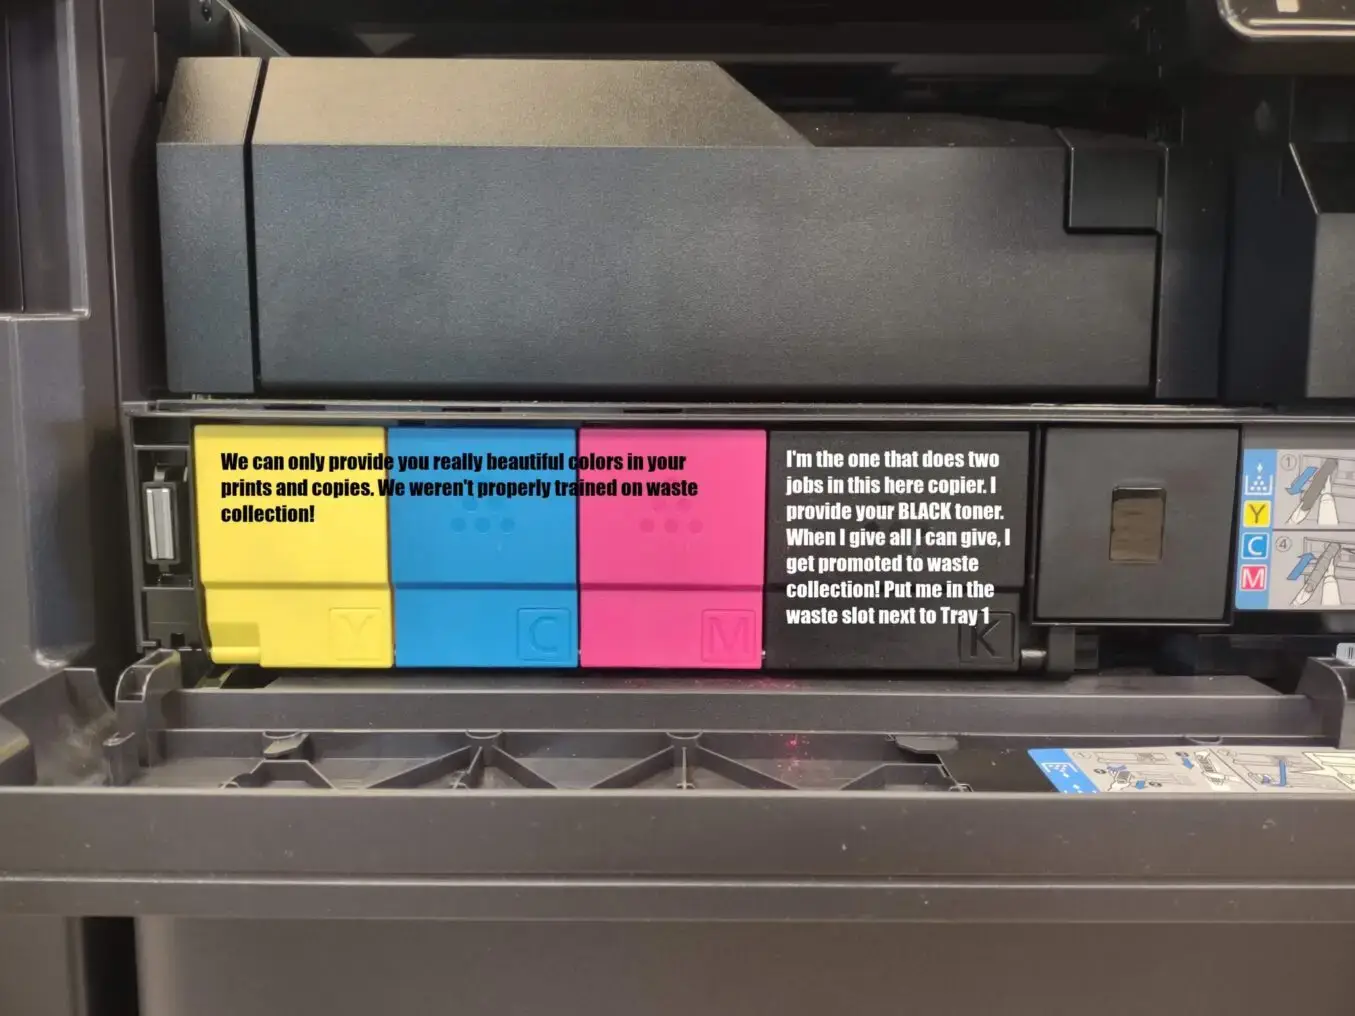 We can only provide you really beautiful colors in your
prints and copies. We weren't properly trained on waste
collection!
I'm the one that does two
jobs in this here copier. I
provide your BLACK toner.
When I give all I can give, I
get promoted to waste
collection! Put me in the
waste slot next to Tray 1
Y
C
M
K
1
Y
C
M
4